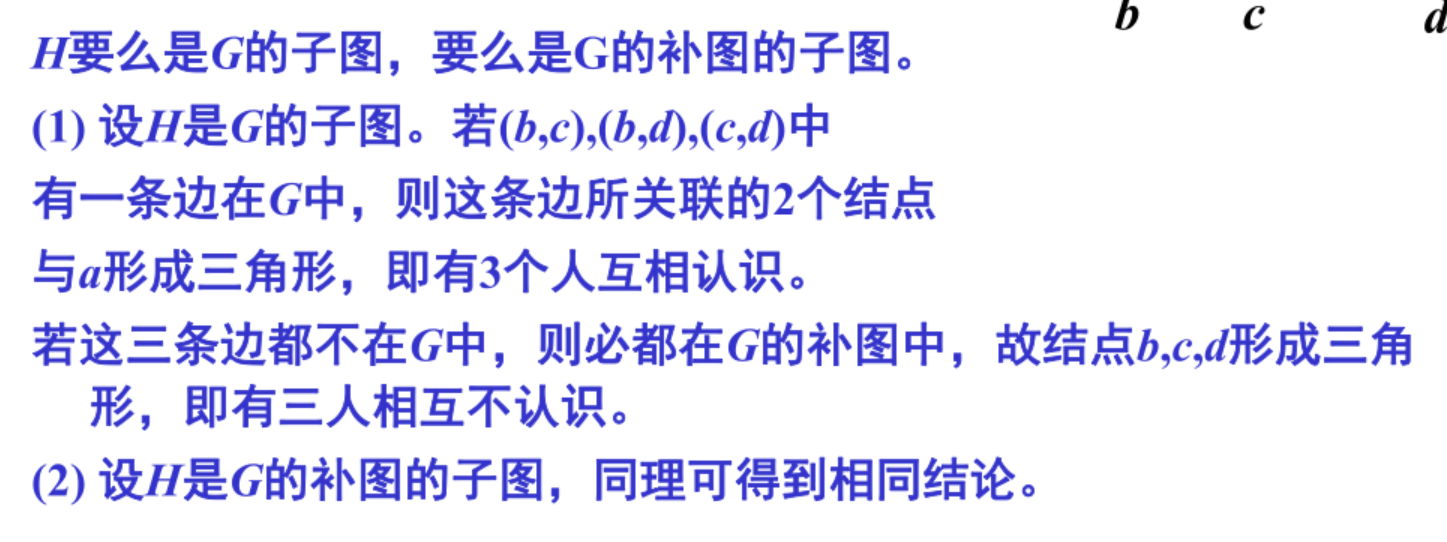 b c d
H要么是G的子图，要么是G的补图的子图。
(1) 设H是G的子图。若(b,c),(b,d),(c,d)中
有一条边在G中，则这条边所关联的2个结点
与a形成三角形，即有3个人互相认识。
若这三条边都不在G中，则必都在G的补图中，故结点b,c,d形成三角
形，即有三人相互不认识。
(2) 设H是G的补图的子图，同理可得到相同结论。